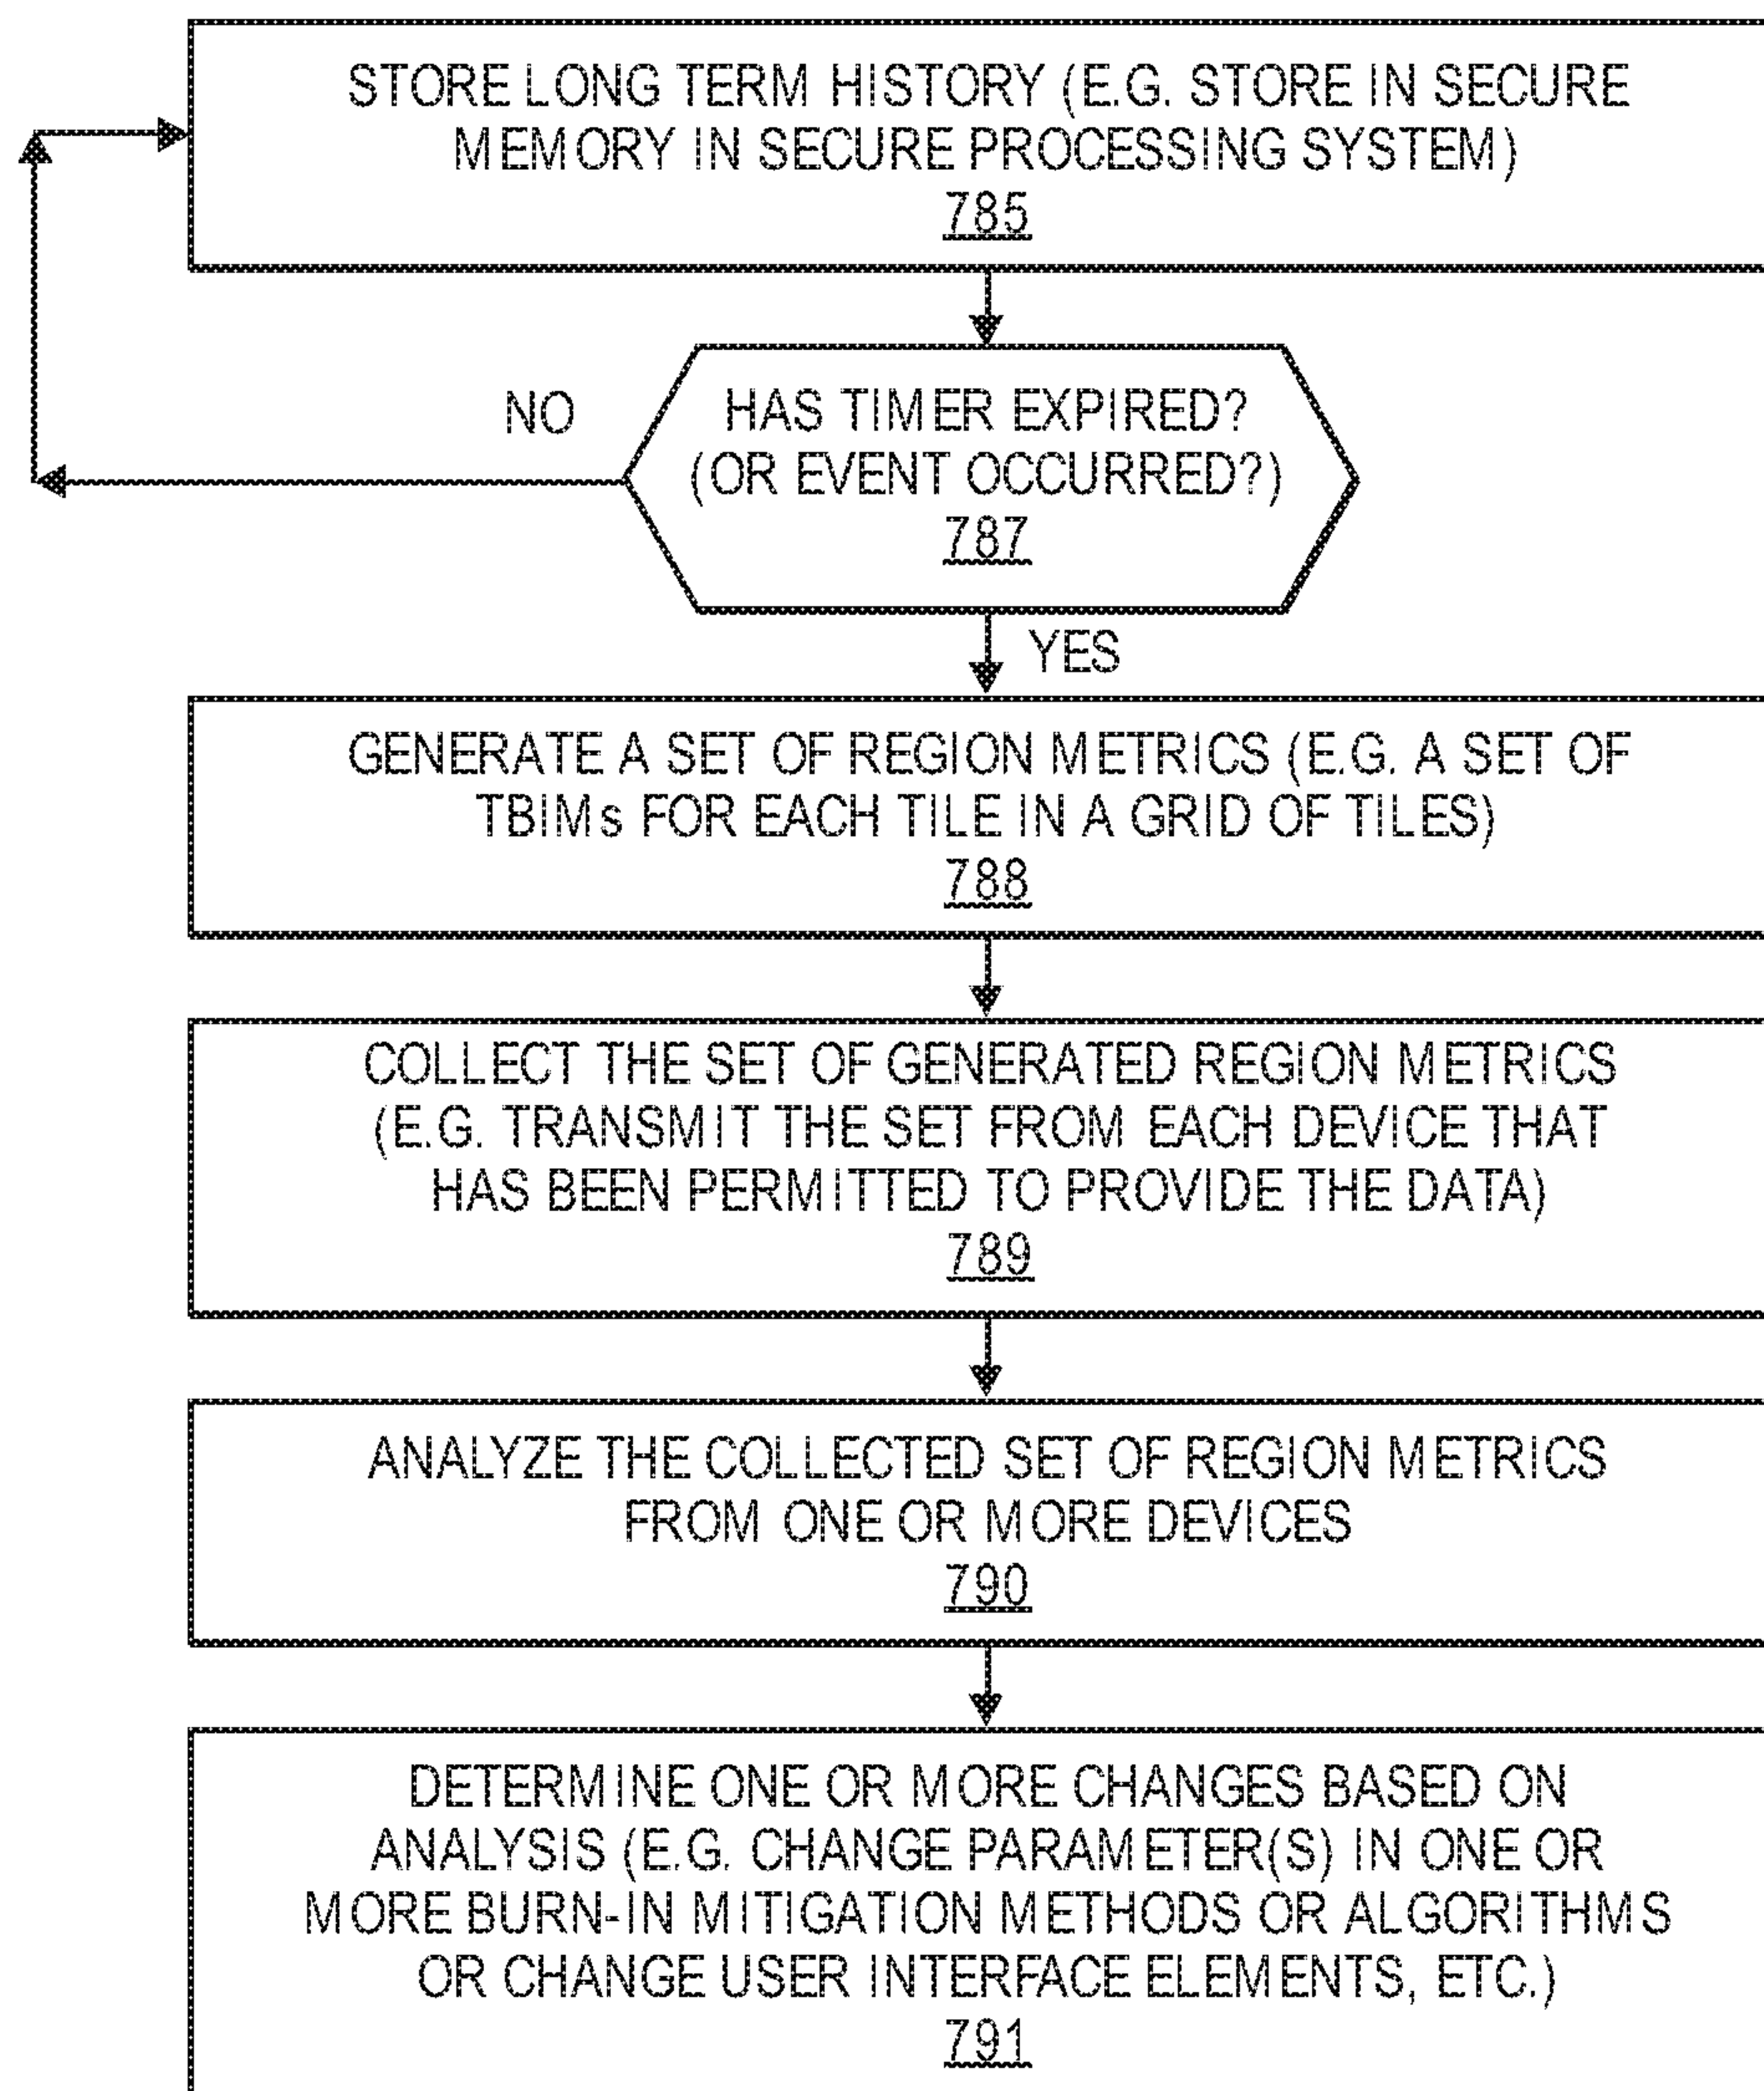 STORE LONG TERM HISTORY (E.G. STORE IN SECURE
MEMORY IN SECURE PROCESSING SYSTEM)
785
NO
HAS TIMER EXPIRED?
(OR EVENT OCCURRED?)
787
YES
GENERATE A SET OF REGION METRICS (E.G. A SET OF
TBIMs FOR EACH TILE IN A GRID OF TILES)
788
COLLECT THE SET OF GENERATED REGION METRICS
(E.G. TRANSMIT THE SET FROM EACH DEVICE THAT
HAS BEEN PERMITTED TO PROVIDE THE DATA)
789
ANALYZE THE COLLECTED SET OF REGION METRICS
FROM ONE OR MORE DEVICES
790
DETERMINE ONE OR MORE CHANGES BASED ON
ANALYSIS (E.G. CHANGE PARAMETER(S) IN ONE OR
MORE BURN-IN MITIGATION METHODS OR ALGORITHMS
OR CHANGE USER INTERFACE ELEMENTS, ETC.)
791